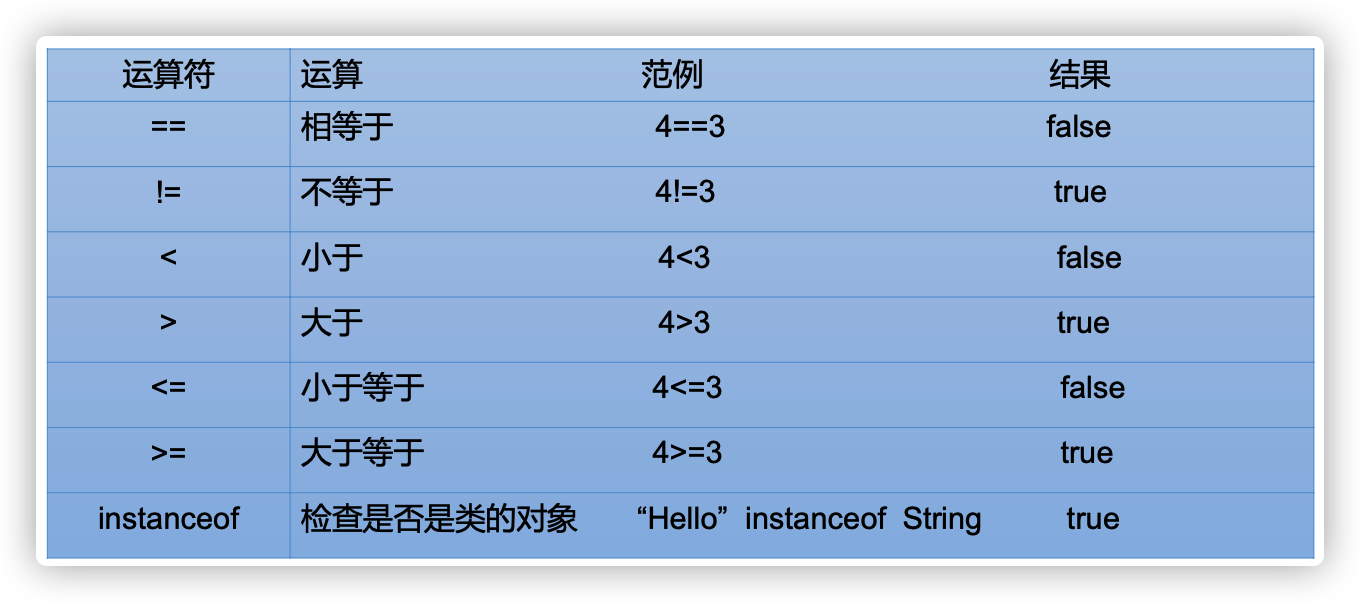 运算符 运算 范例 结果
== 相等于 4==3 false
!= 不等于 4!=3 true
< 小于 4<3 false
> 大于 4>3 true
<= 小于等于 4<=3 false
>= 大于等于 4>=3 true
instanceof 检查是否是类的对象 “Hello” instanceof String true